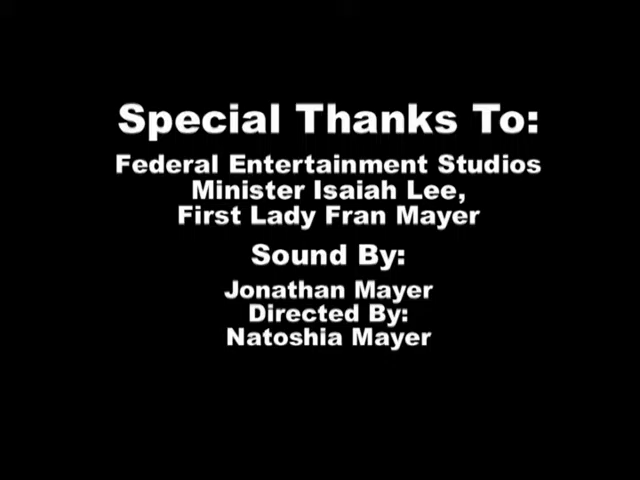 Special Thanks To:
Federal Entertainment Studios
Minister Isaiah Lee,
First Lady Fran Mayer
Sound By:
Jonathan Mayer
Directed By:
Natoshia Mayer